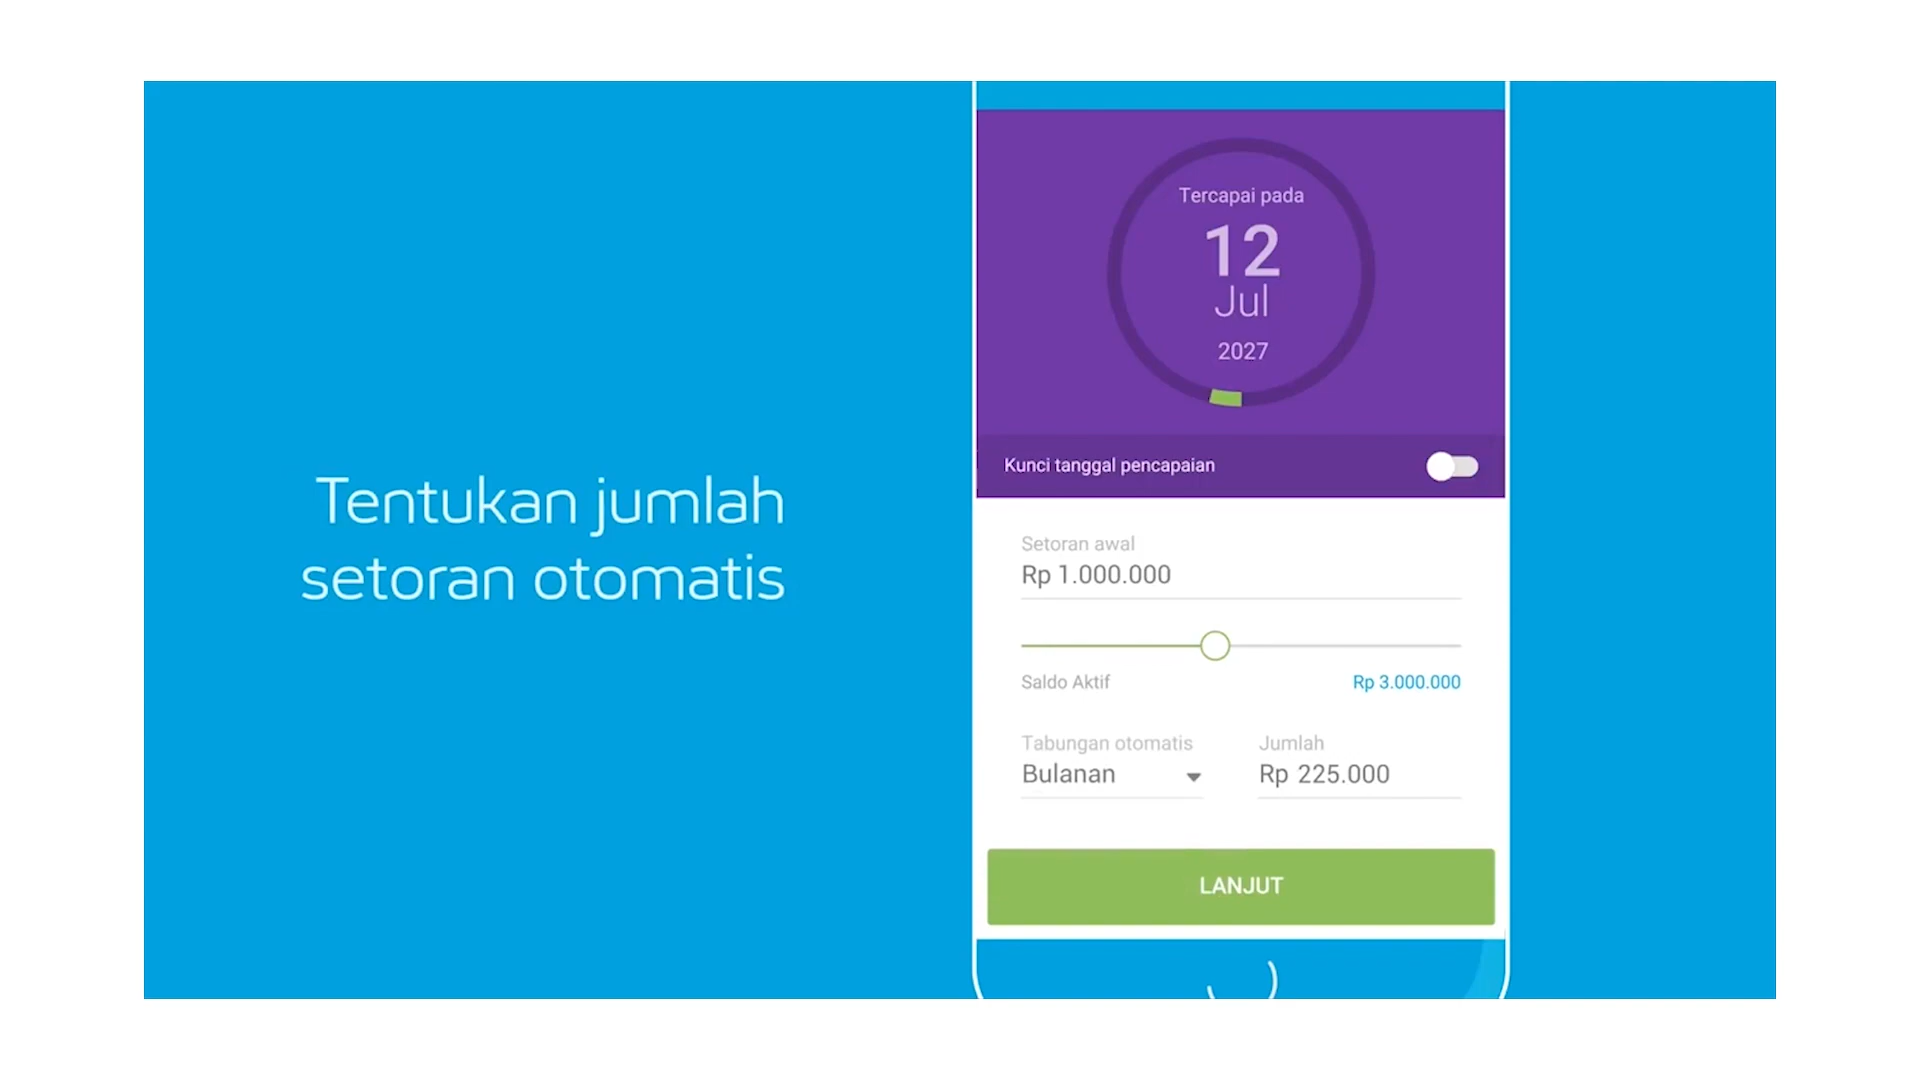 Tentukan jumlah
setoran otomatis
Tercapai pada
12
Jul
2027
Kunci tanggal pencapaian
Setoran awal
Rp 1.000.000
Saldo Aktif Rp 3.000.000
Tabungan otomatis Jumlah
Bulanan Rp 225.000
LANJUT